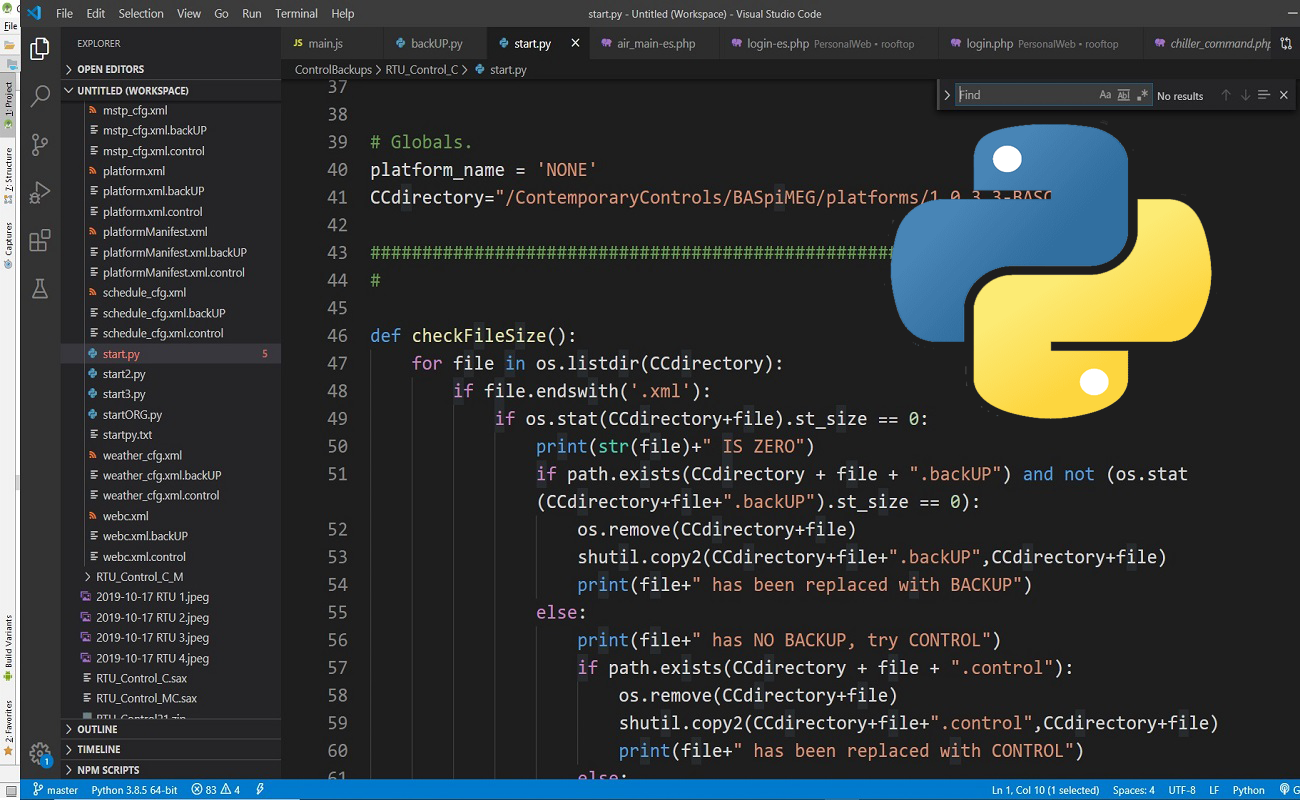 File Edit Selection View Go Run Terminal Help
start.py - Untitled (Workspace) - Visual Studio Code
File
1: Project
Z: Structure
Captures
Build Variants
2: Favorites
EXPLORER
OPEN EDITORS
UNTITLED (WORKSPACE)
mstp_cfg.xml
mstp_cfg.xml.backUP
mstp_cfg.xml.control
platform.xml
platform.xml.backUP
platform.xml.control
platformManifest.xml
platformManifest.xml.backUP
platformManifest.xml.control
schedule_cfg.xml
schedule_cfg.xml.backUP
schedule_cfg.xml.control
start.py 5
start2.py
start3.py
startORG.py
startpy.txt
weather_cfg.xml
weather_cfg.xml.backUP
weather_cfg.xml.control
webc.xml
webc.xml.backUP
webc.xml.control
RTU_Control_C_M
2019-10-17 RTU 1.jpeg
2019-10-17 RTU 2.jpeg
2019-10-17 RTU 3.jpeg
2019-10-17 RTU 4.jpeg
RTU_Control_C.sax
RTU_Control_MC.sax
RTU_Control21.zip
OUTLINE
TIMELINE
NPM SCRIPTS
1
JS main.js
backUP.py
start.py
air_main-es.php
login-es.php PersonalWeb • rooftop
login.php PersonalWeb • rooftop
chiller_command.php
ControlBackups > RTU_Control_C > start.py
Find Aa Abl .* No results
37
38
39 # Globals.
40 platform_name = 'NONE'
41 CCdirectory="/ContemporaryControls/BASpiMEG/platforms/1.0.3.3-BASC
42
43 ##################################################
44 #
45
46 def checkFileSize():
47 for file in os.listdir(CCdirectory):
48 if file.endswith('.xml'):
49 if os.stat(CCdirectory+file).st_size == 0:
50 print(str(file)+" IS ZERO")
51 if path.exists(CCdirectory + file + ".backUP") and not (os.stat
(CCdirectory+file+".backUP").st_size == 0):
52 os.remove(CCdirectory+file)
53 shutil.copy2(CCdirectory+file+".backUP",CCdirectory+file)
54 print(file+" has been replaced with BACKUP")
55 else:
56 print(file+" has NO BACKUP, try CONTROL")
57 if path.exists(CCdirectory + file + ".control"):
58 os.remove(CCdirectory+file)
59 shutil.copy2(CCdirectory+file+".control",CCdirectory+file)
60 print(file+" has been replaced with CONTROL")
61 else:
master Python 3.8.5 64-bit 83 4
Ln 1, Col 10 (1 selected) Spaces: 4 UTF-8 LF Python G